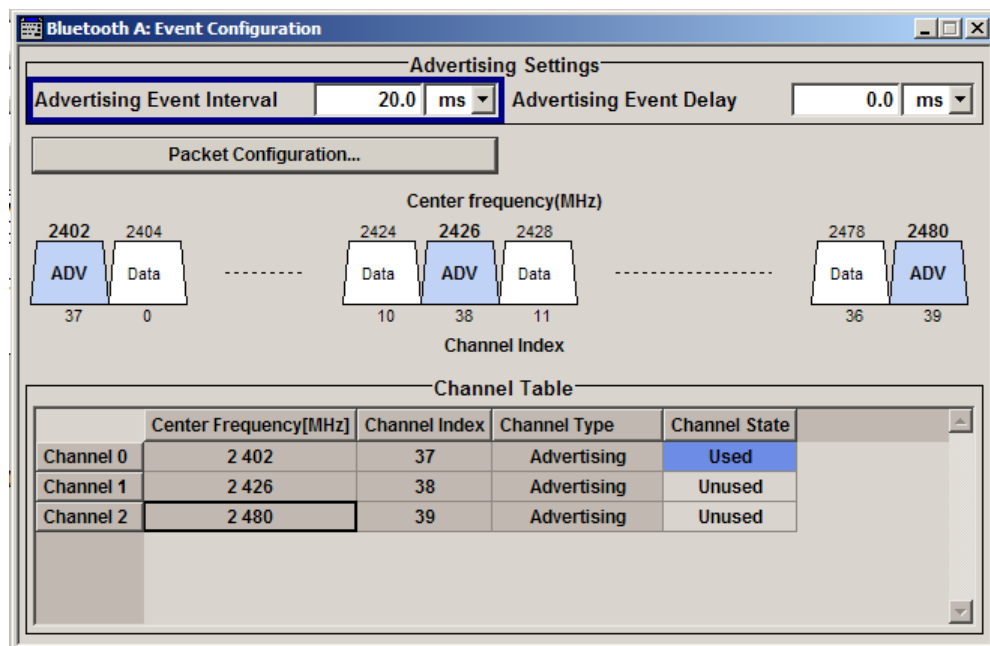 Bluetooth A: Event Configuration
Advertising Settings
Advertising Event Interval 20.0 ms Advertising Event Delay 0.0 ms
Packet Configuration...
Center frequency(MHz)
2402 2404 2424 2426 2428 2478 2480
ADV Data Data ADV Data Data ADV
37 0 10 38 11 36 39
Channel Index
Channel Table
Center Frequency[MHz] Channel Index Channel Type Channel State
Channel 0 2 402 37 Advertising Used
Channel 1 2 426 38 Advertising Unused
Channel 2 2 480 39 Advertising Unused